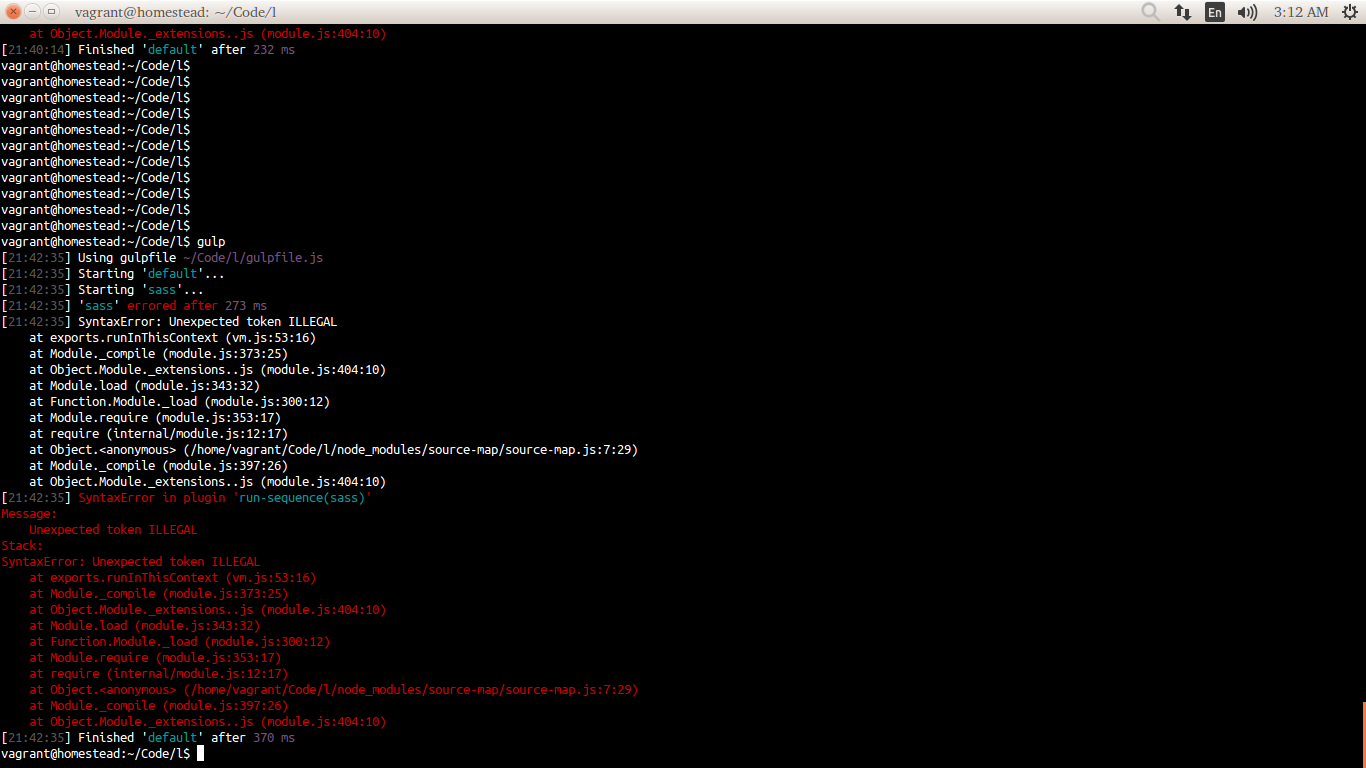 vagrant@homestead: ~/Code/l
En
3:12 AM
at Object.Module._extensions..js (module.js:404:10)
[21:40:14] Finished 'default' after 232 ms
vagrant@homestead:~/Code/l$
vagrant@homestead:~/Code/l$
vagrant@homestead:~/Code/l$
vagrant@homestead:~/Code/l$
vagrant@homestead:~/Code/l$
vagrant@homestead:~/Code/l$
vagrant@homestead:~/Code/l$
vagrant@homestead:~/Code/l$
vagrant@homestead:~/Code/l$
vagrant@homestead:~/Code/l$
vagrant@homestead:~/Code/l$
vagrant@homestead:~/Code/l$ gulp
[21:42:35] Using gulpfile ~/Code/l/gulpfile.js
[21:42:35] Starting 'default'...
[21:42:35] Starting 'sass'...
[21:42:35] 'sass' errored after 273 ms
[21:42:35] SyntaxError: Unexpected token ILLEGAL
at exports.runInThisContext (vm.js:53:16)
at Module._compile (module.js:373:25)
at Object.Module._extensions..js (module.js:404:10)
at Module.load (module.js:343:32)
at Function.Module._load (module.js:300:12)
at Module.require (module.js:353:17)
at require (internal/module.js:12:17)
at Object.<anonymous> (/home/vagrant/Code/l/node_modules/source-map/source-map.js:7:29)
at Module._compile (module.js:397:26)
at Object.Module._extensions..js (module.js:404:10)
[21:42:35] SyntaxError in plugin 'run-sequence(sass)'
Message:
Unexpected token ILLEGAL
Stack:
SyntaxError: Unexpected token ILLEGAL
at exports.runInThisContext (vm.js:53:16)
at Module._compile (module.js:373:25)
at Object.Module._extensions..js (module.js:404:10)
at Module.load (module.js:343:32)
at Function.Module._load (module.js:300:12)
at Module.require (module.js:353:17)
at require (internal/module.js:12:17)
at Object.<anonymous> (/home/vagrant/Code/l/node_modules/source-map/source-map.js:7:29)
at Module._compile (module.js:397:26)
at Object.Module._extensions..js (module.js:404:10)
[21:42:35] Finished 'default' after 370 ms
vagrant@homestead:~/Code/l$